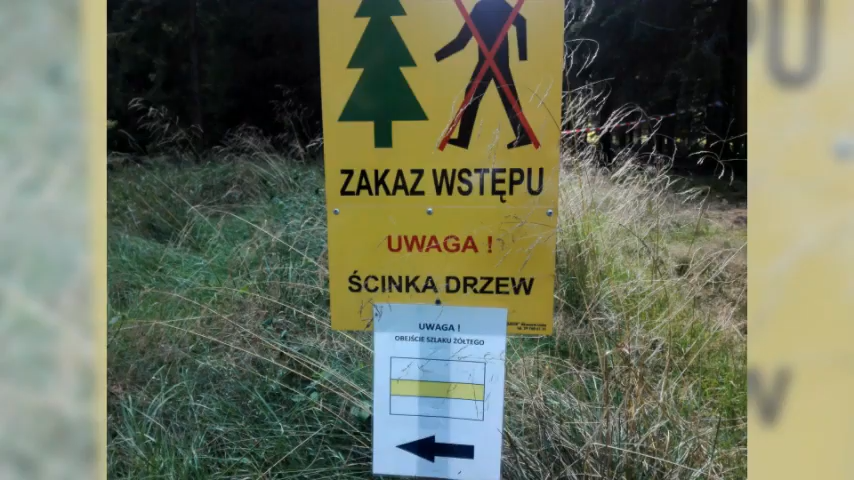 ZAKAZ WSTĘPU
UWAGA !
ŚCINKA DRZEW
UWAGA !
OBEJŚCIE SZLAKU ŻÓŁTEGO